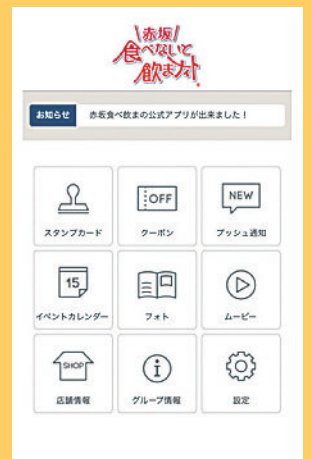 赤坂
食べないと
飲まナイト
お知らせ 赤坂食べ飲まの公式アプリが出来ました！
OFF
NEW
スタンプカード
クーポン
プッシュ通知
15
イベントカレンダー
フォト
ムービー
SHOP
店舗情報
グループ情報
設定